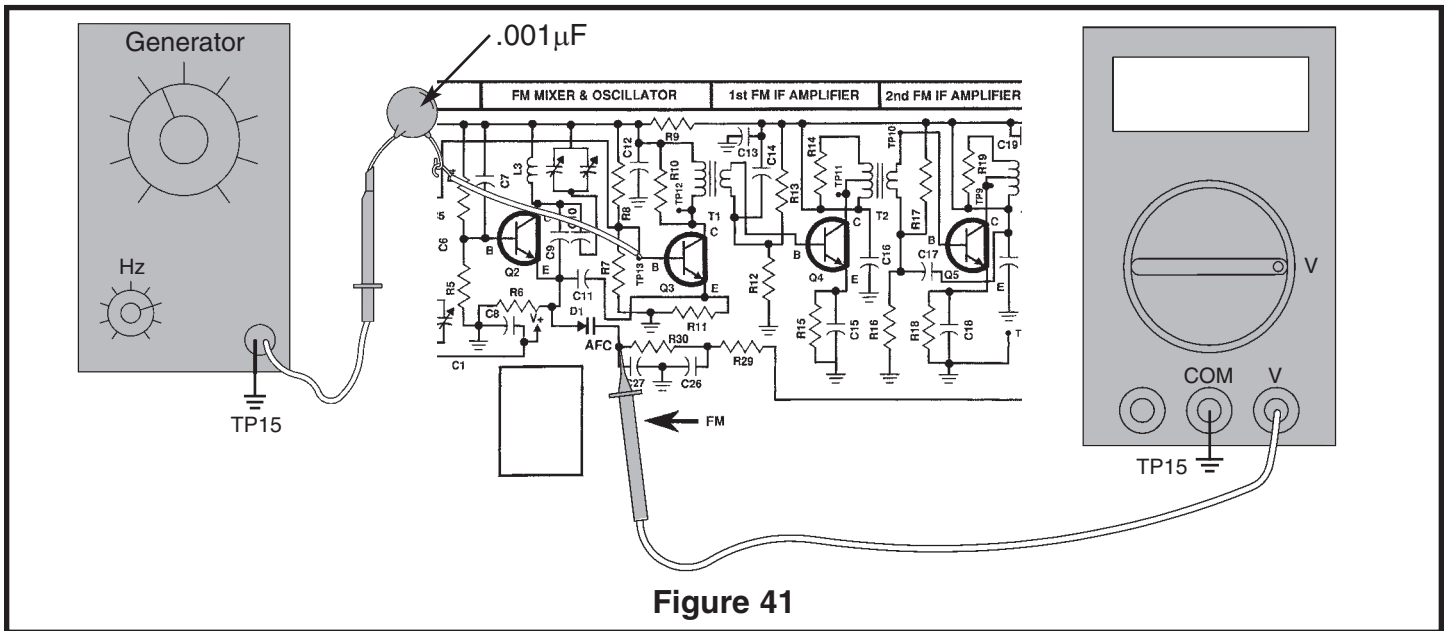 Generator
.001µF
FM MIXER & OSCILLATOR
1st FM IF AMPLIFIER
2nd FM IF AMPLIFIER
R9
C12
R10
TP12
T1
C13
C14
R13
R14
TP11
T2
TP10
R17
R19
TP9
C19
C7
L3
R8
C6
C9
B
Q2
E
C11
R7
TP13
B
C
Q3
E
R12
B
C
Q4
E
C16
C17
B
C
Q5
E
R5
R6
C8
V+
D1
AFC
R11
R30
R29
C27
C26
R15
C15
R16
R18
C18
C1
Hz
TP15
FM
V
COM
V
TP15
Figure 41